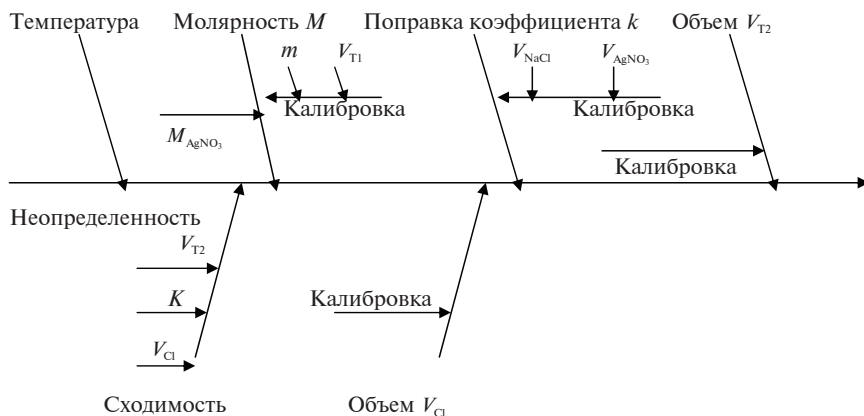 Температура
Молярность M
Поправка коэффициента k
Объем V_T2
m
V_T1
V_NaCl
V_AgNO₃
Калибровка
Калибровка
M_AgNO₃
Калибровка
Неопределенность
V_T2
K
Калибровка
V_Cl
Сходимость
Объем V_Cl